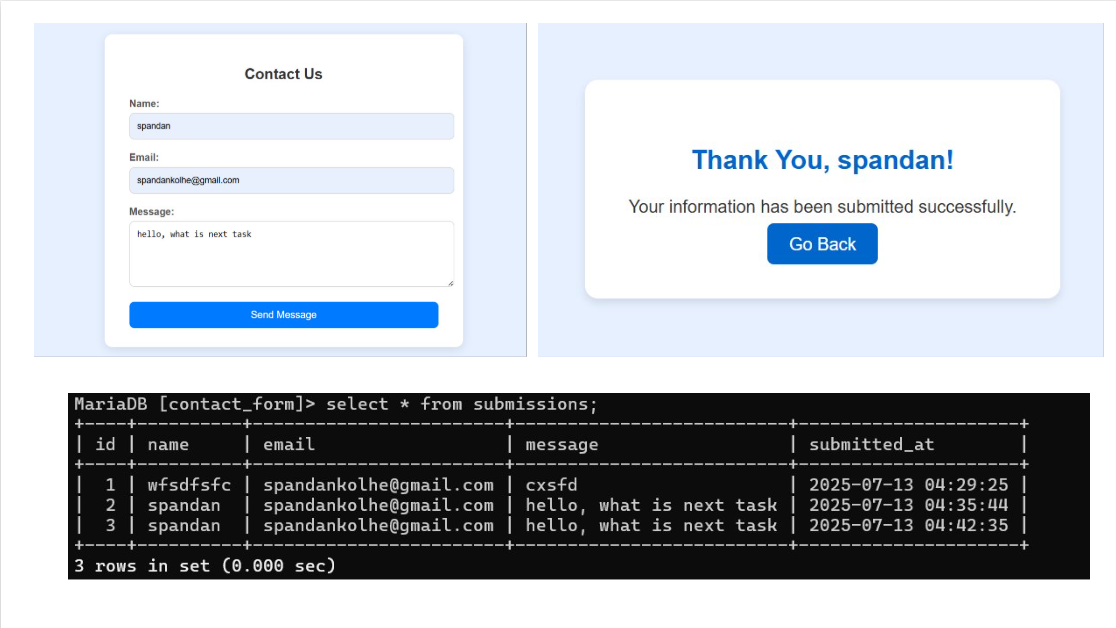 Contact Us
Name:
spandan
Email:
spandankolhe@gmail.com
Message:
hello, what is next task
Send Message
Thank You, spandan!
Your information has been submitted successfully.
Go Back
MariaDB [contact_form]> select * from submissions;
+----+----------+-------------------------+--------------------------+---------------------+
| id | name | email | message | submitted_at |
+----+----------+-------------------------+--------------------------+---------------------+
| 1 | wfsdfsfc | spandankolhe@gmail.com | cxsfd | 2025-07-13 04:29:25 |
| 2 | spandan | spandankolhe@gmail.com | hello, what is next task | 2025-07-13 04:35:44 |
| 3 | spandan | spandankolhe@gmail.com | hello, what is next task | 2025-07-13 04:42:35 |
+----+----------+-------------------------+--------------------------+---------------------+
3 rows in set (0.000 sec)